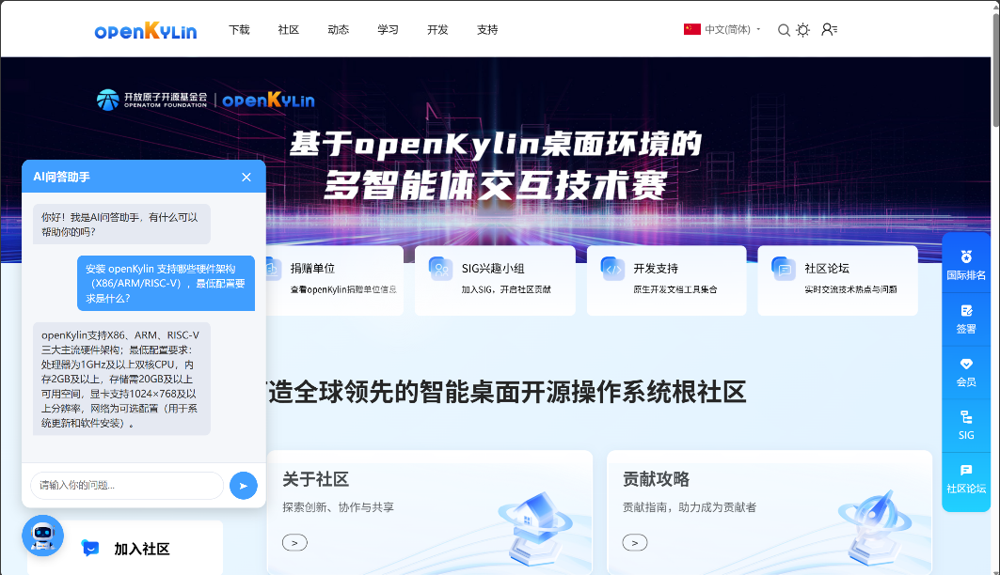 openKylin
下载 社区 动态 学习 开发 支持
中文(简体)
开放原子开源基金会
OPENATOM FOUNDATION
openKylin
基于openKylin桌面环境的
多智能体交互技术赛
AI问答助手
你好！我是AI问答助手，有什么可以
帮助你的吗?
安装 openKylin 支持哪些硬件架构
（X86/ARM/RISC-V），最低配置要
求是什么?
openKylin支持X86、ARM、RISC-V
三大主流硬件架构；最低配置要求：
处理器为1GHz及以上双核CPU，内
存2GB及以上，存储需20GB及以上
可用空间，显卡支持1024×768及以
上分辨率，网络为可选配置（用于系
统更新和软件安装）。
请输入你的问题...
捐赠单位
查看openKylin捐赠单位信息
SIG兴趣小组
加入SIG，开启社区贡献
开发支持
原生开发文档工具集合
社区论坛
实时交流技术热点与问题
国际排名
签署
会员
SIG
社区论坛
造全球领先的智能桌面开源操作系统根社区
关于社区
探索创新、协作与共享
>
贡献攻略
贡献指南，助力成为贡献者
>
加入社区